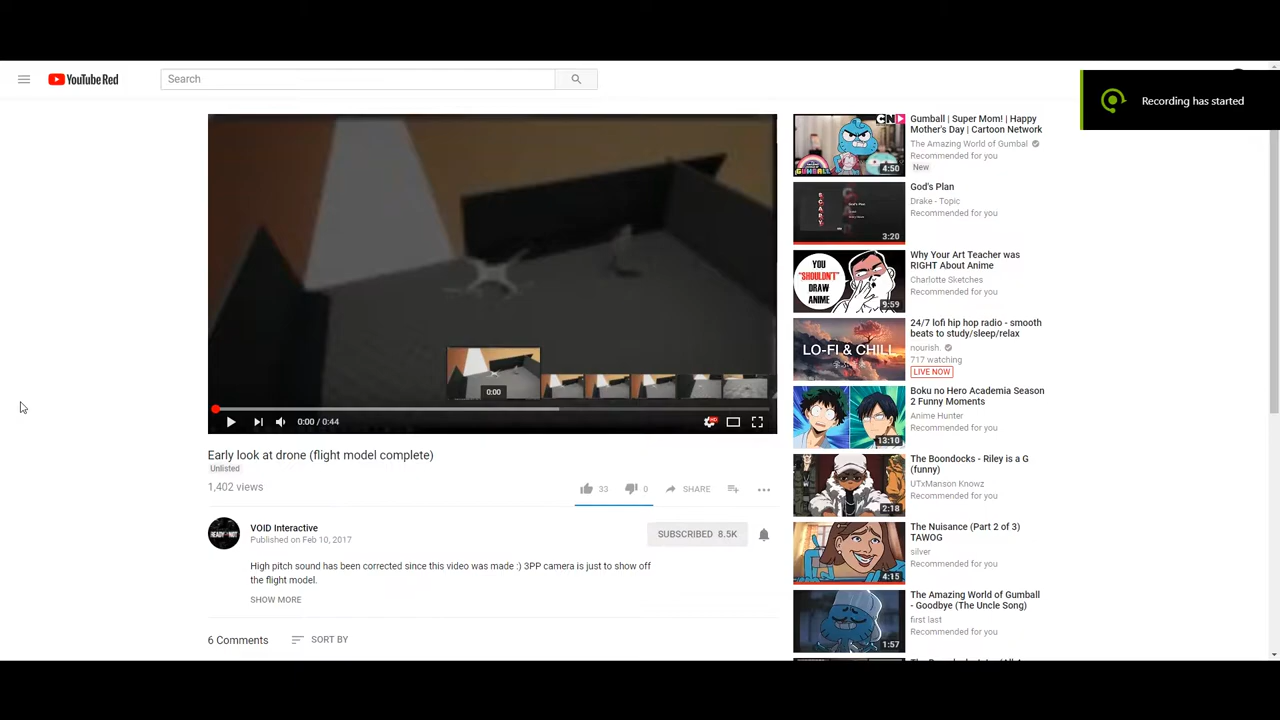 YouTube Red
Search
Recording has started
0:00
0:00 / 0:44
HD
Early look at drone (flight model complete)
Unlisted
1,402 views
33
0
SHARE
READY NOT
VOID Interactive
Published on Feb 10, 2017
SUBSCRIBED 8.5K
High pitch sound has been corrected since this video was made :) 3PP camera is just to show off
the flight model.
SHOW MORE
6 Comments
SORT BY
CN
GUMBALL
4:50
Gumball | Super Mom! | Happy
Mother's Day | Cartoon Network
The Amazing World of Gumbal
Recommended for you
New
3:20
God's Plan
Drake - Topic
Recommended for you
YOU
"SHOULDN'T"
DRAW
ANIME
9:59
Why Your Art Teacher was
RIGHT About Anime
Charlotte Sketches
Recommended for you
LO-FI & CHILL
24/7 lofi hip hop radio - smooth
beats to study/sleep/relax
nourish.
717 watching
LIVE NOW
13:10
Boku no Hero Academia Season
2 Funny Moments
Anime Hunter
Recommended for you
2:18
The Boondocks - Riley is a G
(funny)
UTxManson Knowz
Recommended for you
4:15
The Nuisance (Part 2 of 3)
TAWOG
silver
Recommended for you
1:57
The Amazing World of Gumball
- Goodbye (The Uncle Song)
first last
Recommended for you